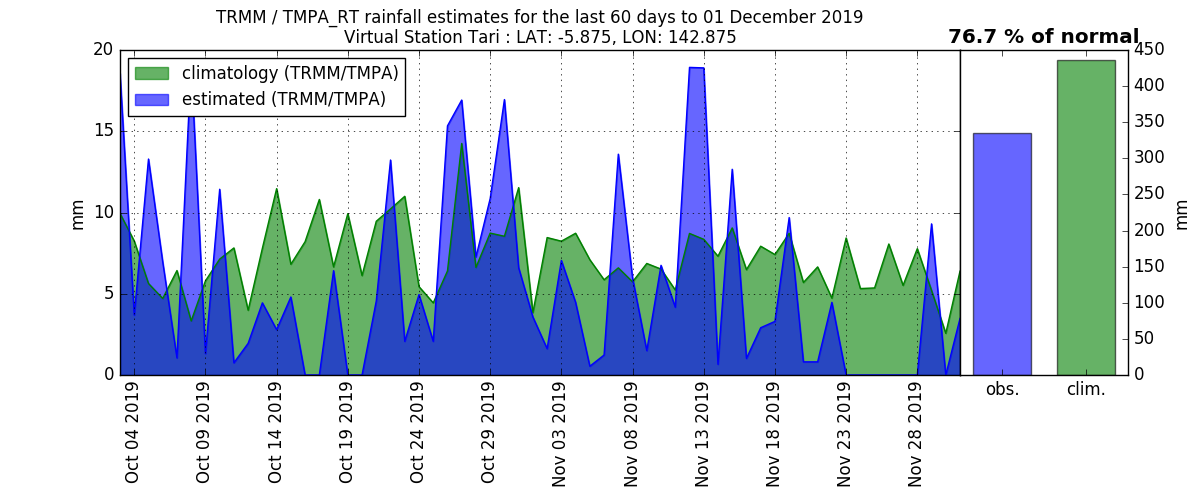 TRMM / TMPA_RT rainfall estimates for the last 60 days to 01 December 2019
Virtual Station Tari : LAT: -5.875, LON: 142.875
76.7 % of normal
climatology (TRMM/TMPA)
estimated (TRMM/TMPA)
20
15
10
5
0
mm
450
400
350
300
250
200
150
100
50
0
mm
Oct 04 2019
Oct 09 2019
Oct 14 2019
Oct 19 2019
Oct 24 2019
Oct 29 2019
Nov 03 2019
Nov 08 2019
Nov 13 2019
Nov 18 2019
Nov 23 2019
Nov 28 2019
obs.
clim.